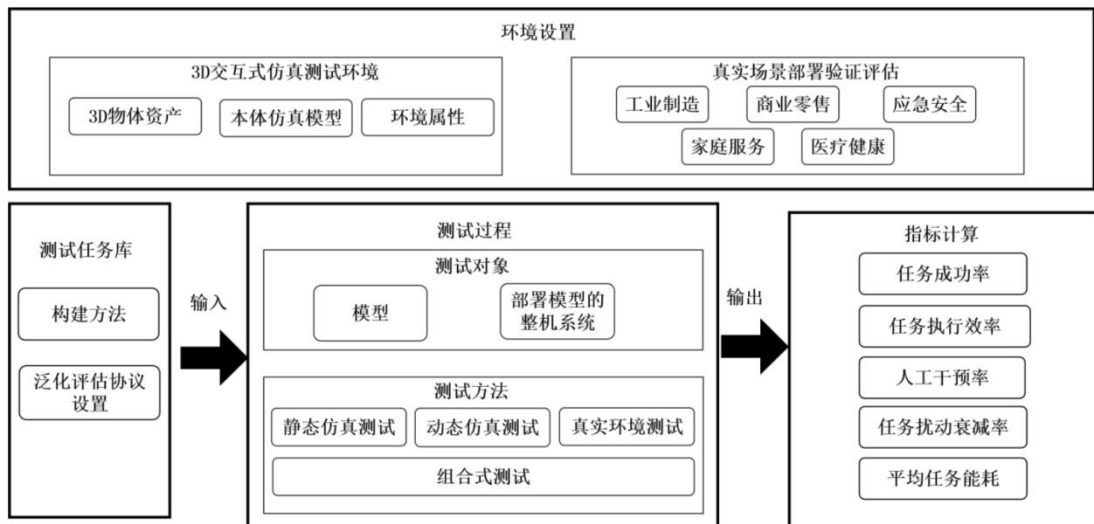 环境设置
3D交互式仿真测试环境
3D物体资产
本体仿真模型
环境属性
真实场景部署验证评估
工业制造
商业零售
应急安全
家庭服务
医疗健康
测试任务库
构建方法
泛化评估协议
设置
输入
测试过程
测试对象
模型
部署模型的
整机系统
测试方法
静态仿真测试
动态仿真测试
真实环境测试
组合式测试
输出
指标计算
任务成功率
任务执行效率
人工干预率
任务扰动衰减率
平均任务能耗